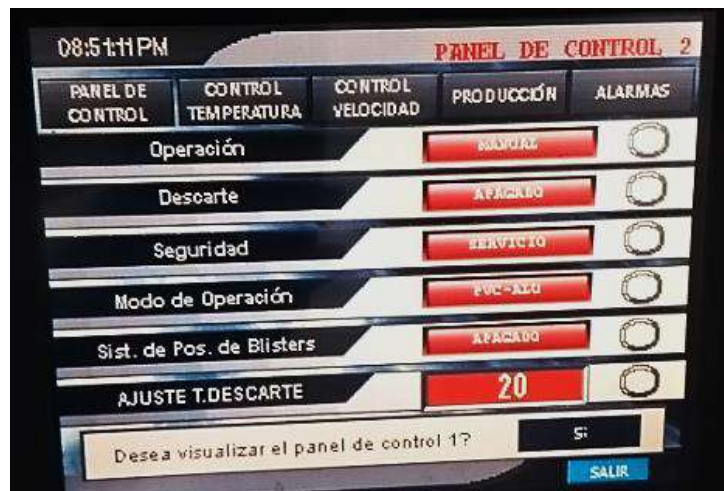 08:51:11 PM PANEL DE CONTROL 2
PANEL DE CONTROL
CONTROL TEMPERATURA
CONTROL VELOCIDAD
PRODUCCIÓN
ALARMAS
Operación MANUAL
Descarte APAGADO
Seguridad SERVICIO
Modo de Operación PVC-ALU
Sist. de Pos. de Blisters APAGADO
AJUSTE T.DESCARTE 20
Desea visualizar el panel de control 1? Si
SALIR